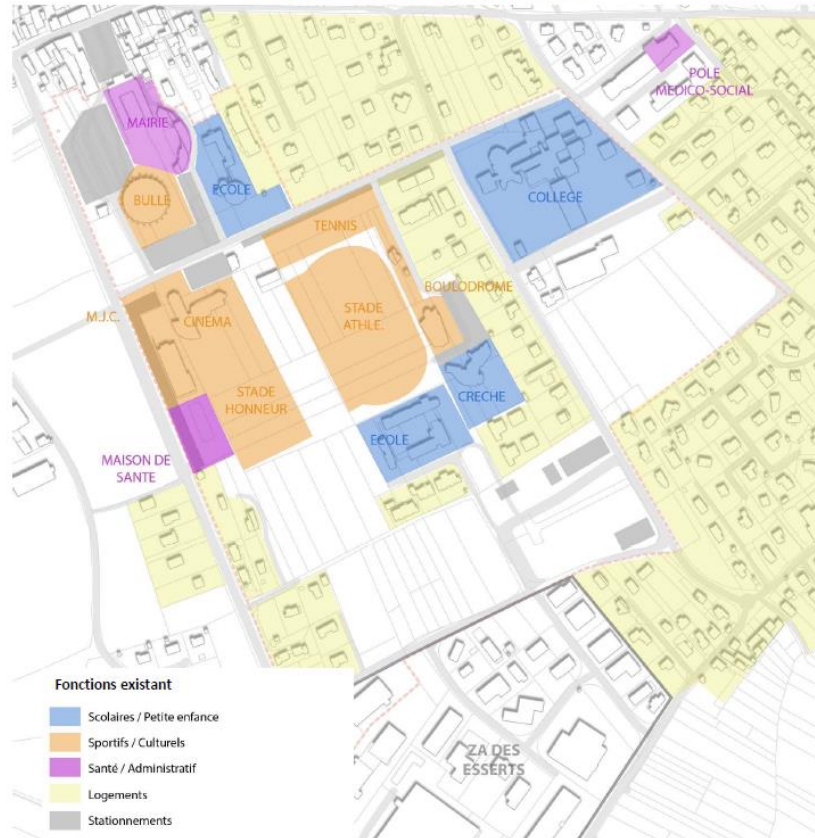 POLE
MEDICO-SOCIAL
MAIRIE
ECOLE
BULLE
COLLEGE
TENNIS
BOULODROME
M.J.C.
CINEMA
STADE
ATHLE.
STADE
HONNEUR
CRECHE
ECOLE
MAISON DE
SANTE
Fonctions existant
Scolaires / Petite enfance
Sportifs / Culturels
Santé / Administratif
Logements
Stationnements
ZA DES
ESSERTS